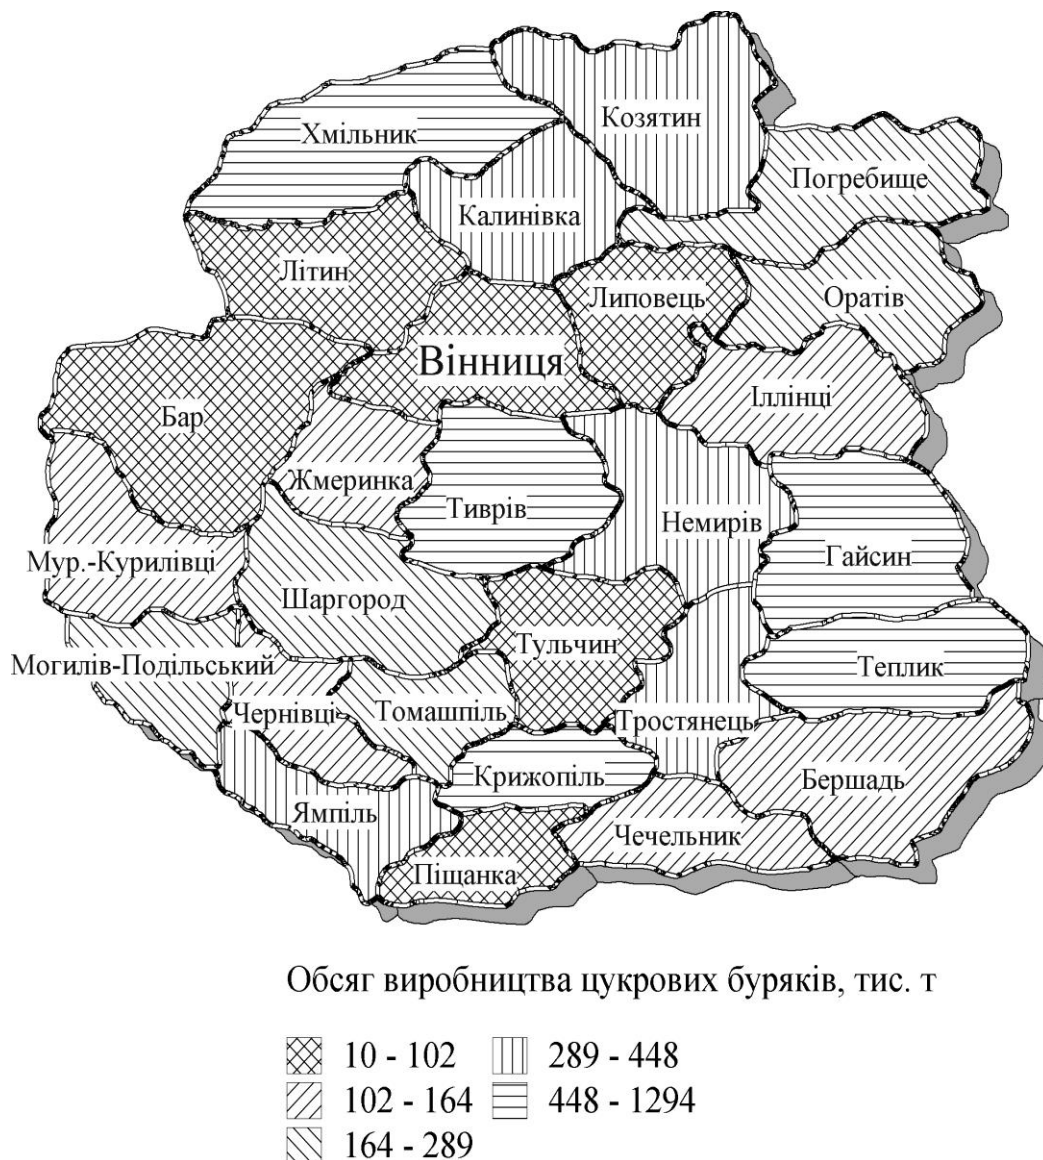 Козятин
Хмільник
Погребище
Калинівка
Літин
Липовець
Оратів
Вінниця
Іллінці
Бар
Жмеринка
Тиврів
Немирів
Гайсин
Мур.-Курилівці
Шаргород
Тульчин
Могилів-Подільський
Теплик
Чернівці
Томашпіль
Тростянець
Крижопіль
Бершадь
Ямпіль
Чечельник
Піщанка
Обсяг виробництва цукрових буряків, тис. т
10 - 102
289 - 448
102 - 164
448 - 1294
164 - 289